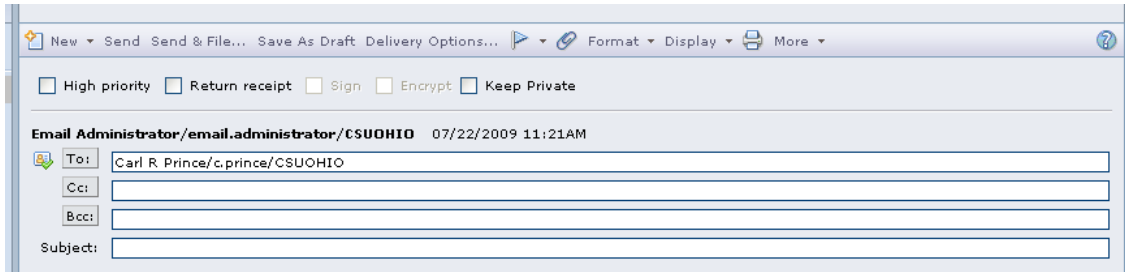 New Send Send & File... Save As Draft Delivery Options... Format Display More ?
High priority Return receipt Sign Encrypt Keep Private
Email Administrator/email.administrator/CSUOHIO 07/22/2009 11:21AM
To: Carl R Prince/c.prince/CSUOHIO
Cc:
Bcc:
Subject: